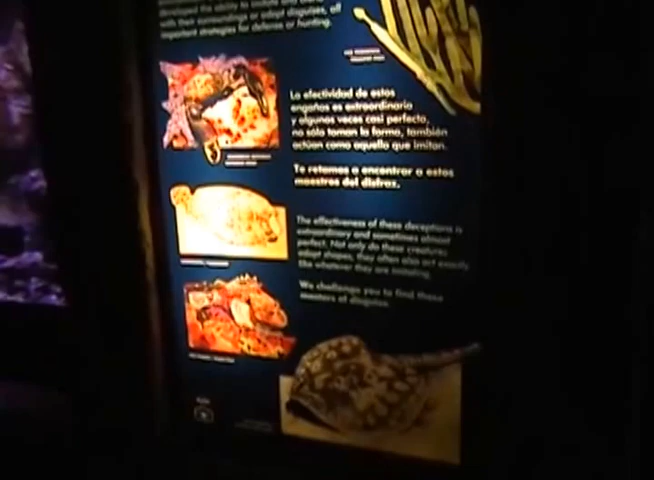 developed the ability to imitate
with their surroundings or adopt disguises, all
important strategies for defense or hunting.
La efectividad de estos
engaños es extraordinaria
y algunas veces casi perfecta,
no sólo toman la forma, también
actúan como aquello que imitan.
Te retamos a encontrar a estos
maestros del disfraz.
The effectiveness of these deceptions is
extraordinary and sometimes almost
perfect. Not only do these creatures
adopt shapes, they often also act exactly
like whatever they are imitating.
We challenge you to find these
masters of disguise.